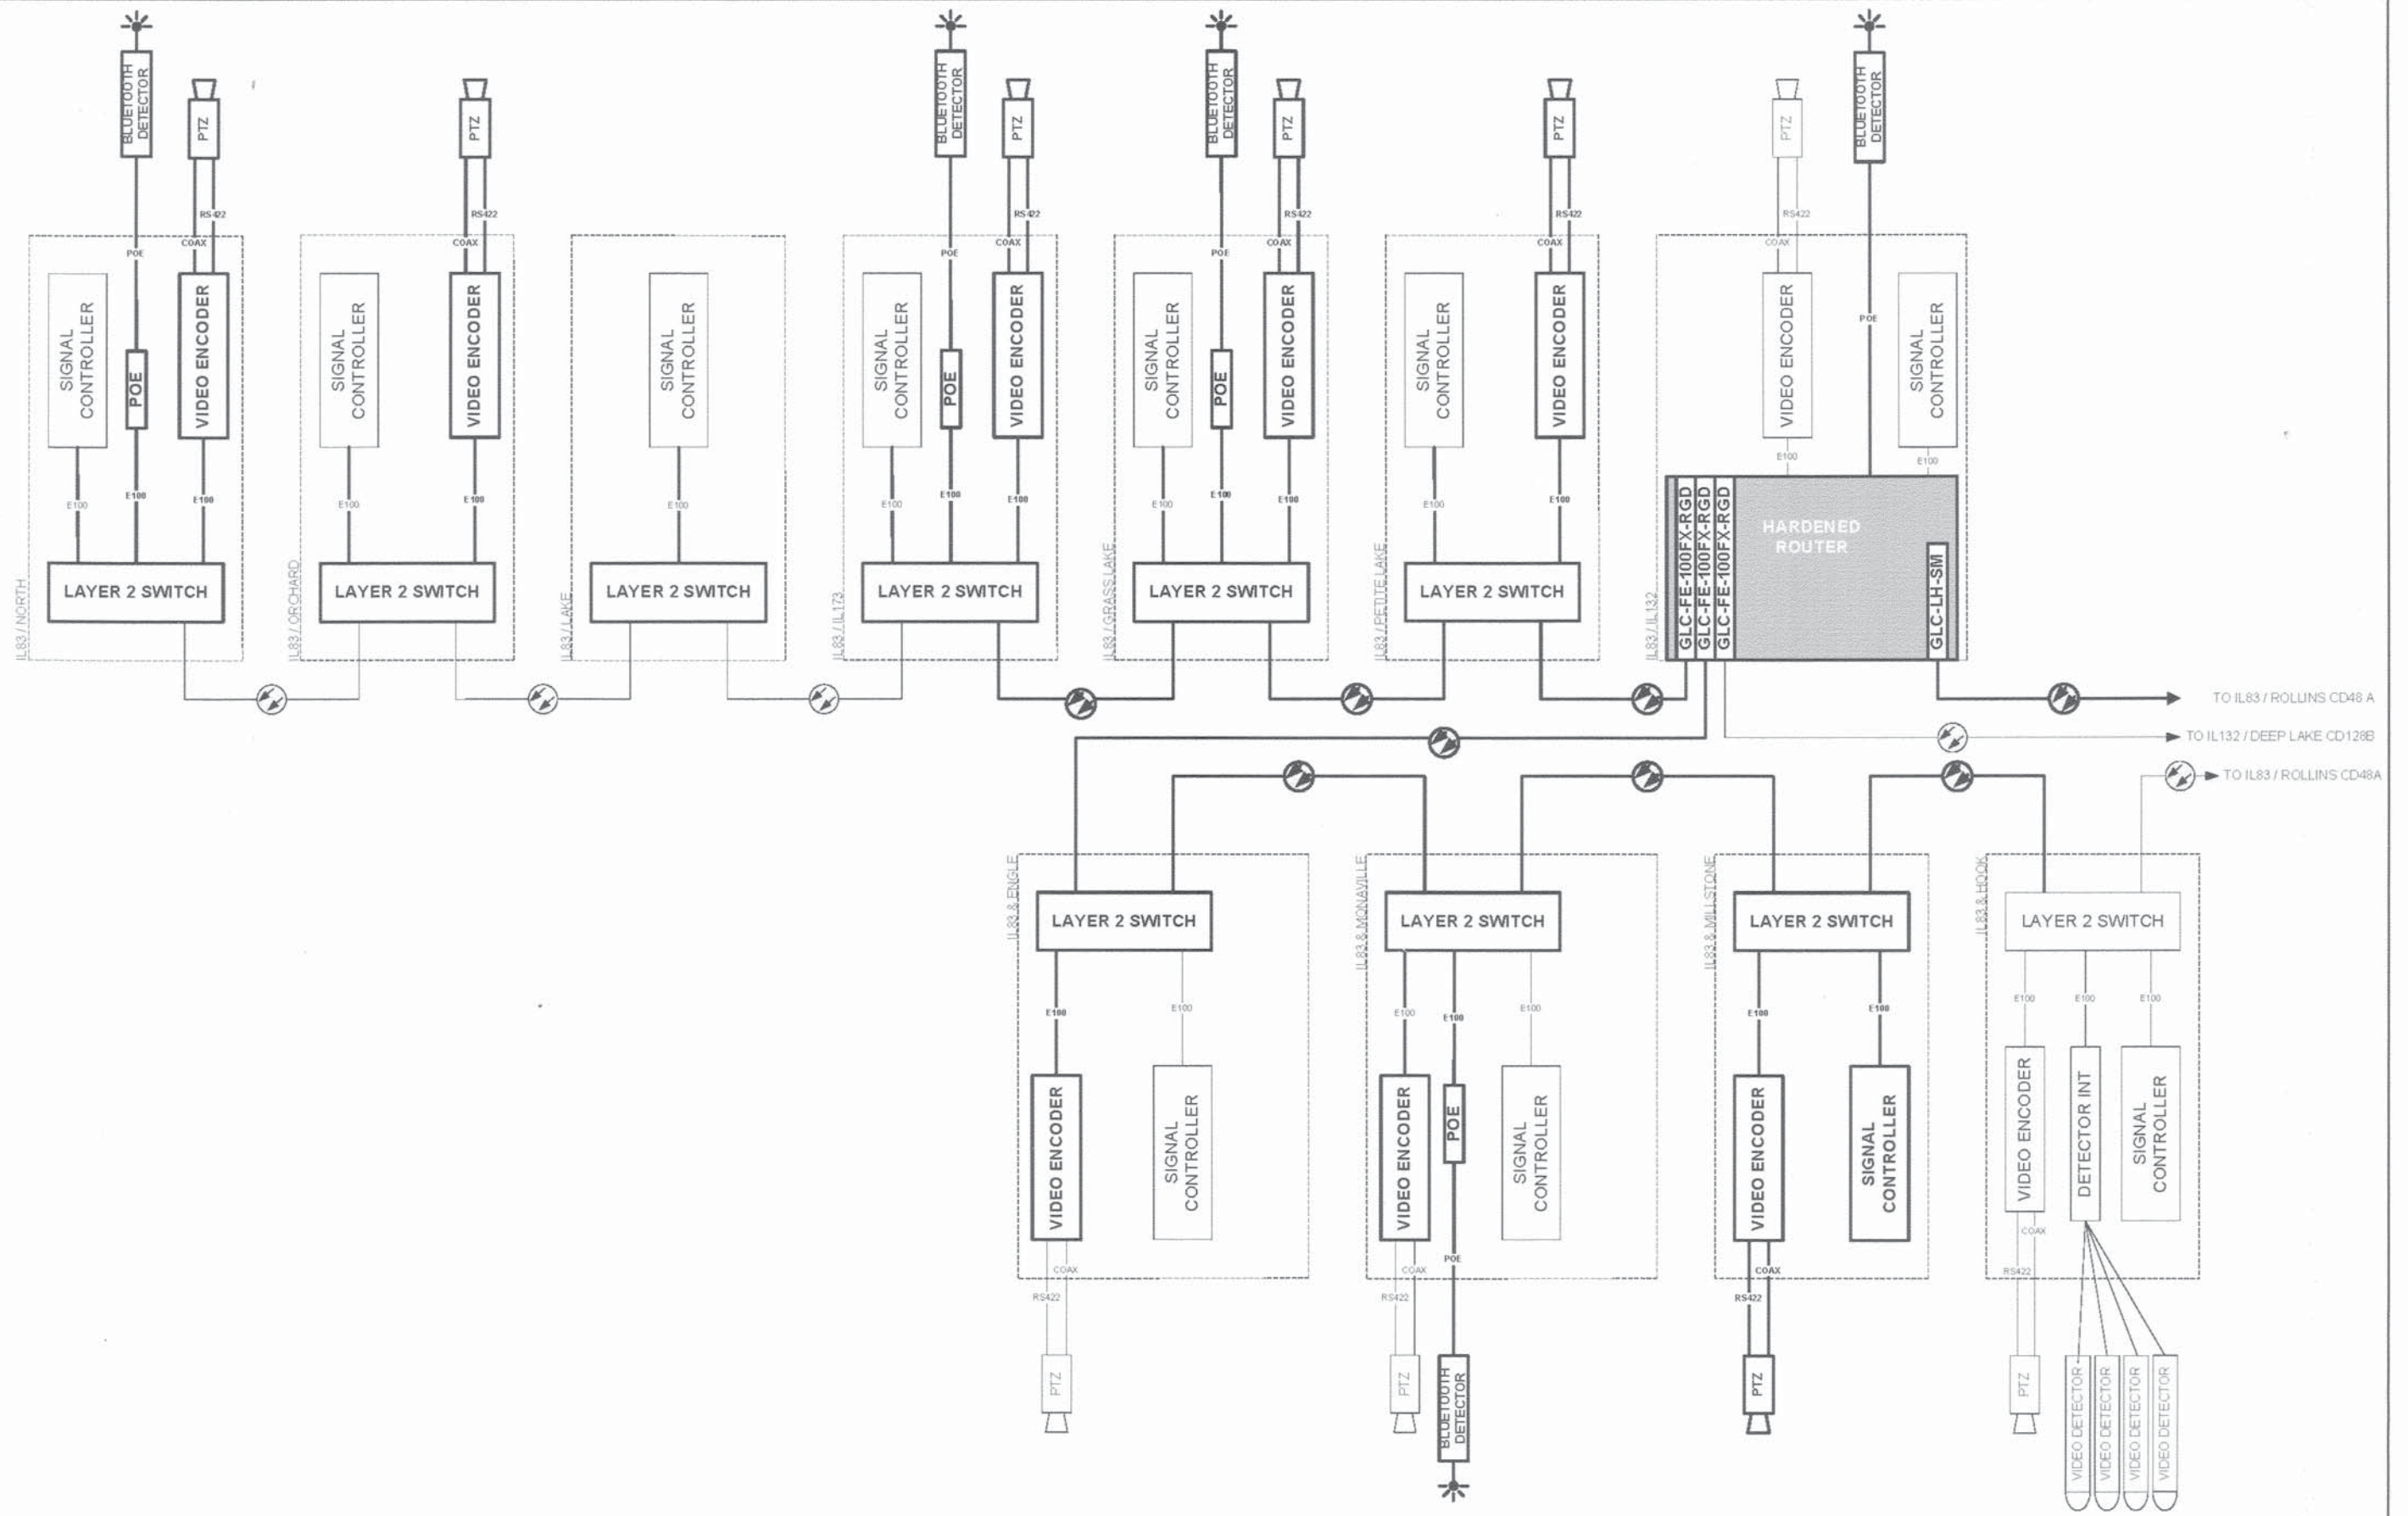 BLUETOOTH
DETECTOR
PTZ
RS422
COAX
POE
SIGNAL
CONTROLLER
POE
VIDEO ENCODER
E100
E100
E100
LAYER 2 SWITCH
IL83 / NORTH
PTZ
RS422
COAX
SIGNAL
CONTROLLER
VIDEO ENCODER
E100
E100
LAYER 2 SWITCH
IL83 / ORCHARD
SIGNAL
CONTROLLER
E100
LAYER 2 SWITCH
IL83 / LAKE
BLUETOOTH
DETECTOR
PTZ
RS422
COAX
POE
SIGNAL
CONTROLLER
POE
VIDEO ENCODER
E100
E100
E100
LAYER 2 SWITCH
IL83 / IL173
BLUETOOTH
DETECTOR
PTZ
RS422
COAX
POE
SIGNAL
CONTROLLER
POE
VIDEO ENCODER
E100
E100
E100
LAYER 2 SWITCH
IL83 / GRASS LAKE
PTZ
RS422
COAX
SIGNAL
CONTROLLER
VIDEO ENCODER
E100
E100
LAYER 2 SWITCH
IL83 / PETITE LAKE
PTZ
BLUETOOTH
DETECTOR
RS422
COAX
POE
VIDEO ENCODER
SIGNAL
CONTROLLER
E100
E100
GLC-FE-100FX-RGD
GLC-FE-100FX-RGD
GLC-FE-100FX-RGD
HARDENED
ROUTER
GLC-LH-SM
IL83 / IL132
TO IL83 / ROLLINS CD48 A
TO IL132 / DEEP LAKE CD128B
TO IL83 / ROLLINS CD48A
IL83 & ENGLE
LAYER 2 SWITCH
E100
E100
VIDEO ENCODER
SIGNAL
CONTROLLER
COAX
RS422
PTZ
IL83 & MONAVILLE
LAYER 2 SWITCH
E100
E100
E100
VIDEO ENCODER
POE
SIGNAL
CONTROLLER
POE
COAX
RS422
PTZ
BLUETOOTH
DETECTOR
IL83 & MILLSTONE
LAYER 2 SWITCH
E100
E100
VIDEO ENCODER
SIGNAL
CONTROLLER
COAX
RS422
PTZ
IL83 & HOOK
LAYER 2 SWITCH
E100
E100
E100
VIDEO ENCODER
DETECTOR INT
SIGNAL
CONTROLLER
COAX
RS422
PTZ
VIDEO DETECTOR
VIDEO DETECTOR
VIDEO DETECTOR
VIDEO DETECTOR